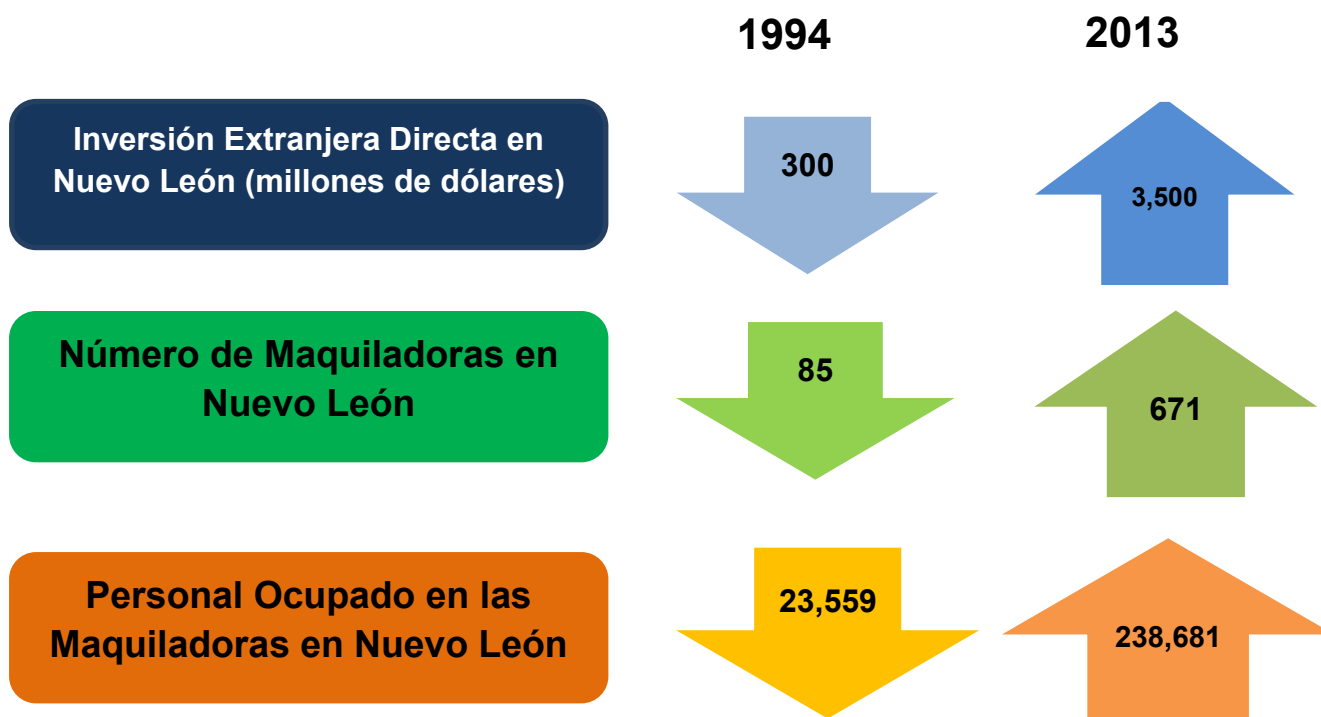 1994 2013
Inversión Extranjera Directa en
Nuevo León (millones de dólares)
300
3,500
Número de Maquiladoras en
Nuevo León
85
671
Personal Ocupado en las
Maquiladoras en Nuevo León
23,559
238,681